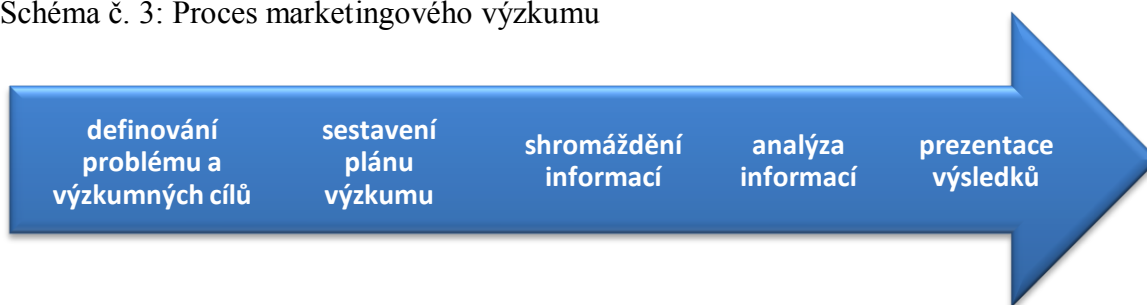 Schéma č. 3: Proces marketingového výzkumu
definování
problému a
výzkumných cílů
sestavení
plánu
výzkumu
shromáždění
informací
analýza
informací
prezentace
výsledků